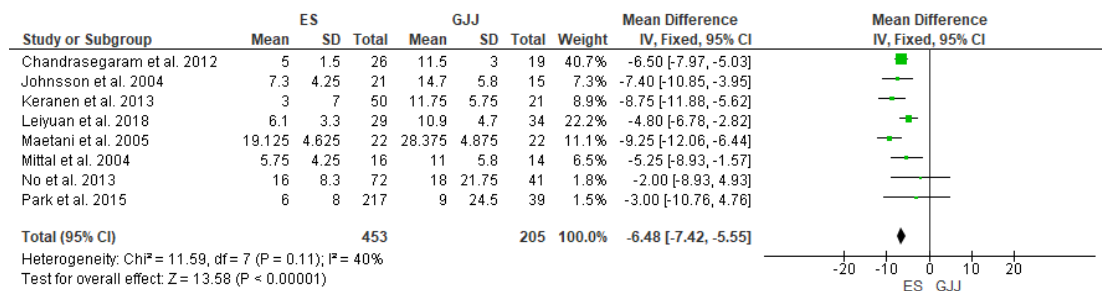 ES GJJ Mean Difference Mean Difference
Study or Subgroup Mean SD Total Mean SD Total Weight IV, Fixed, 95% CI IV, Fixed, 95% CI
Chandrasegaram et al. 2012 5 1.5 26 11.5 3 19 40.7% -6.50 [-7.97, -5.03]
Johnsson et al. 2004 7.3 4.25 21 14.7 5.8 15 7.3% -7.40 [-10.85, -3.95]
Keranen et al. 2013 3 7 50 11.75 5.75 21 8.9% -8.75 [-11.88, -5.62]
Leiyuan et al. 2018 6.1 3.3 29 10.9 4.7 34 22.2% -4.80 [-6.78, -2.82]
Maetani et al. 2005 19.125 4.625 22 28.375 4.875 22 11.1% -9.25 [-12.06, -6.44]
Mittal et al. 2004 5.75 4.25 16 11 5.8 14 6.5% -5.25 [-8.93, -1.57]
No et al. 2013 16 8.3 72 18 21.75 41 1.8% -2.00 [-8.93, 4.93]
Park et al. 2015 6 8 217 9 24.5 39 1.5% -3.00 [-10.76, 4.76]
Total (95% CI) 453 205 100.0% -6.48 [-7.42, -5.55]
Heterogeneity: Chi² = 11.59, df = 7 (P = 0.11); I² = 40%
Test for overall effect: Z = 13.58 (P < 0.00001)
-20 -10 0 10 20
ES GJJ